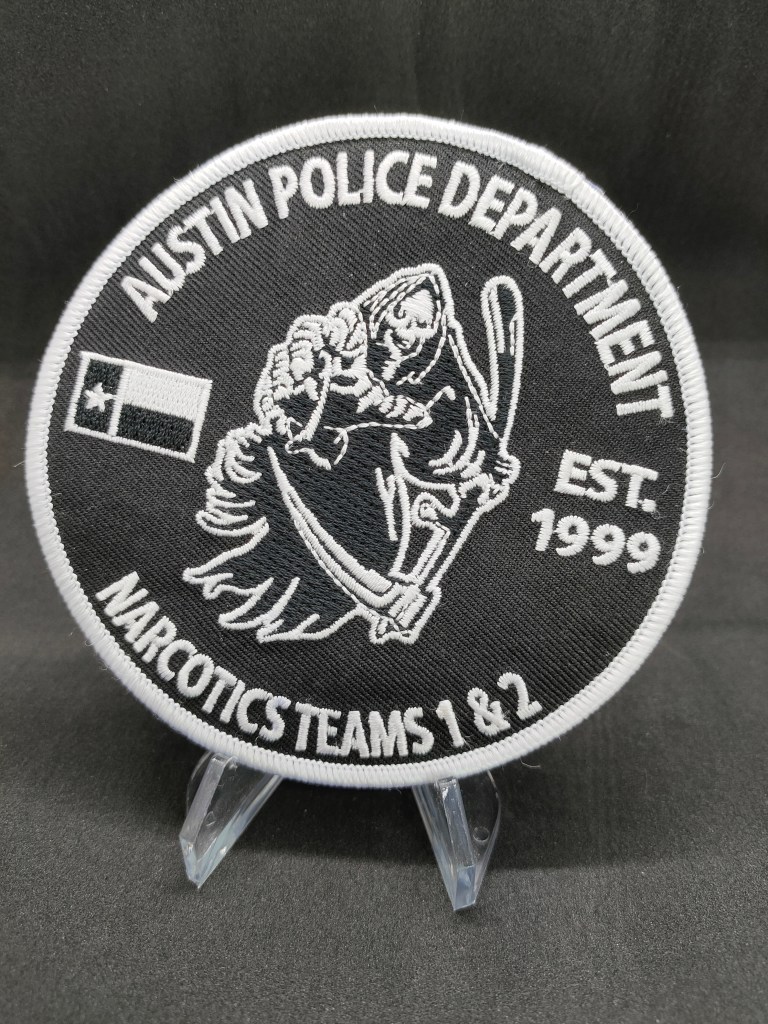 AUSTIN POLICE DEPARTMENT
EST.
1999
NARCOTICS TEAMS 1 & 2